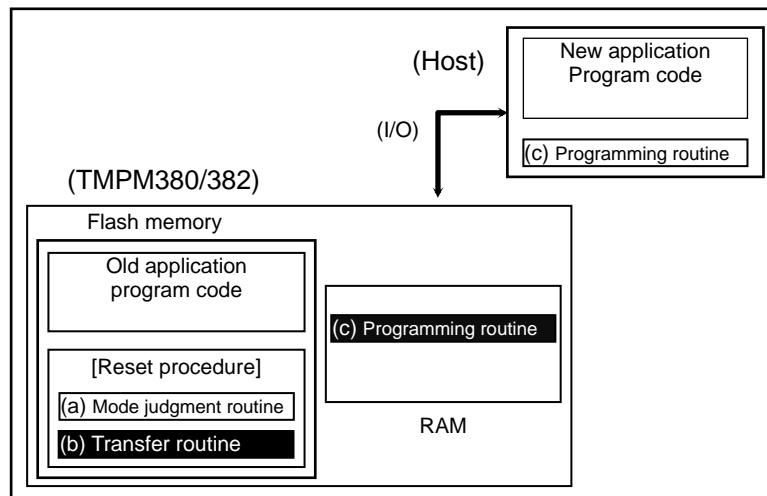 (Host)
New application
Program code
(I/O)
(c) Programming routine
(TMPM380/382)
Flash memory
Old application
program code
(c) Programming routine
[Reset procedure]
(a) Mode judgment routine
(b) Transfer routine
RAM